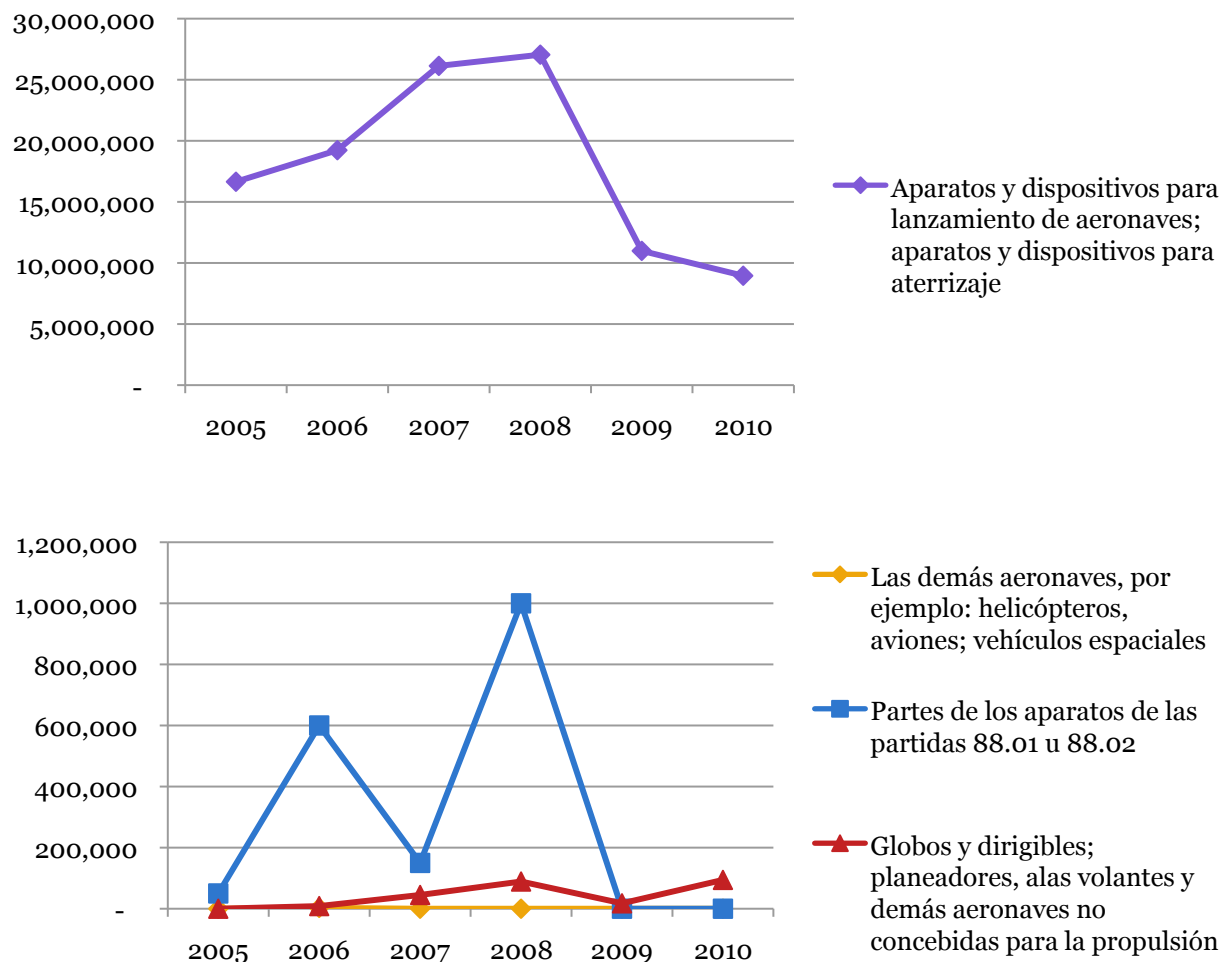 30,000,000
25,000,000
20,000,000
15,000,000
10,000,000
5,000,000
-
2005 2006 2007 2008 2009 2010
Aparatos y dispositivos para
lanzamiento de aeronaves;
aparatos y dispositivos para
aterrizaje
1,200,000
1,000,000
800,000
600,000
400,000
200,000
-
2005 2006 2007 2008 2009 2010
Las demás aeronaves, por
ejemplo: helicópteros,
aviones; vehículos espaciales
Partes de los aparatos de las
partidas 88.01 u 88.02
Globos y dirigibles;
planeadores, alas volantes y
demás aeronaves no
concebidas para la propulsión